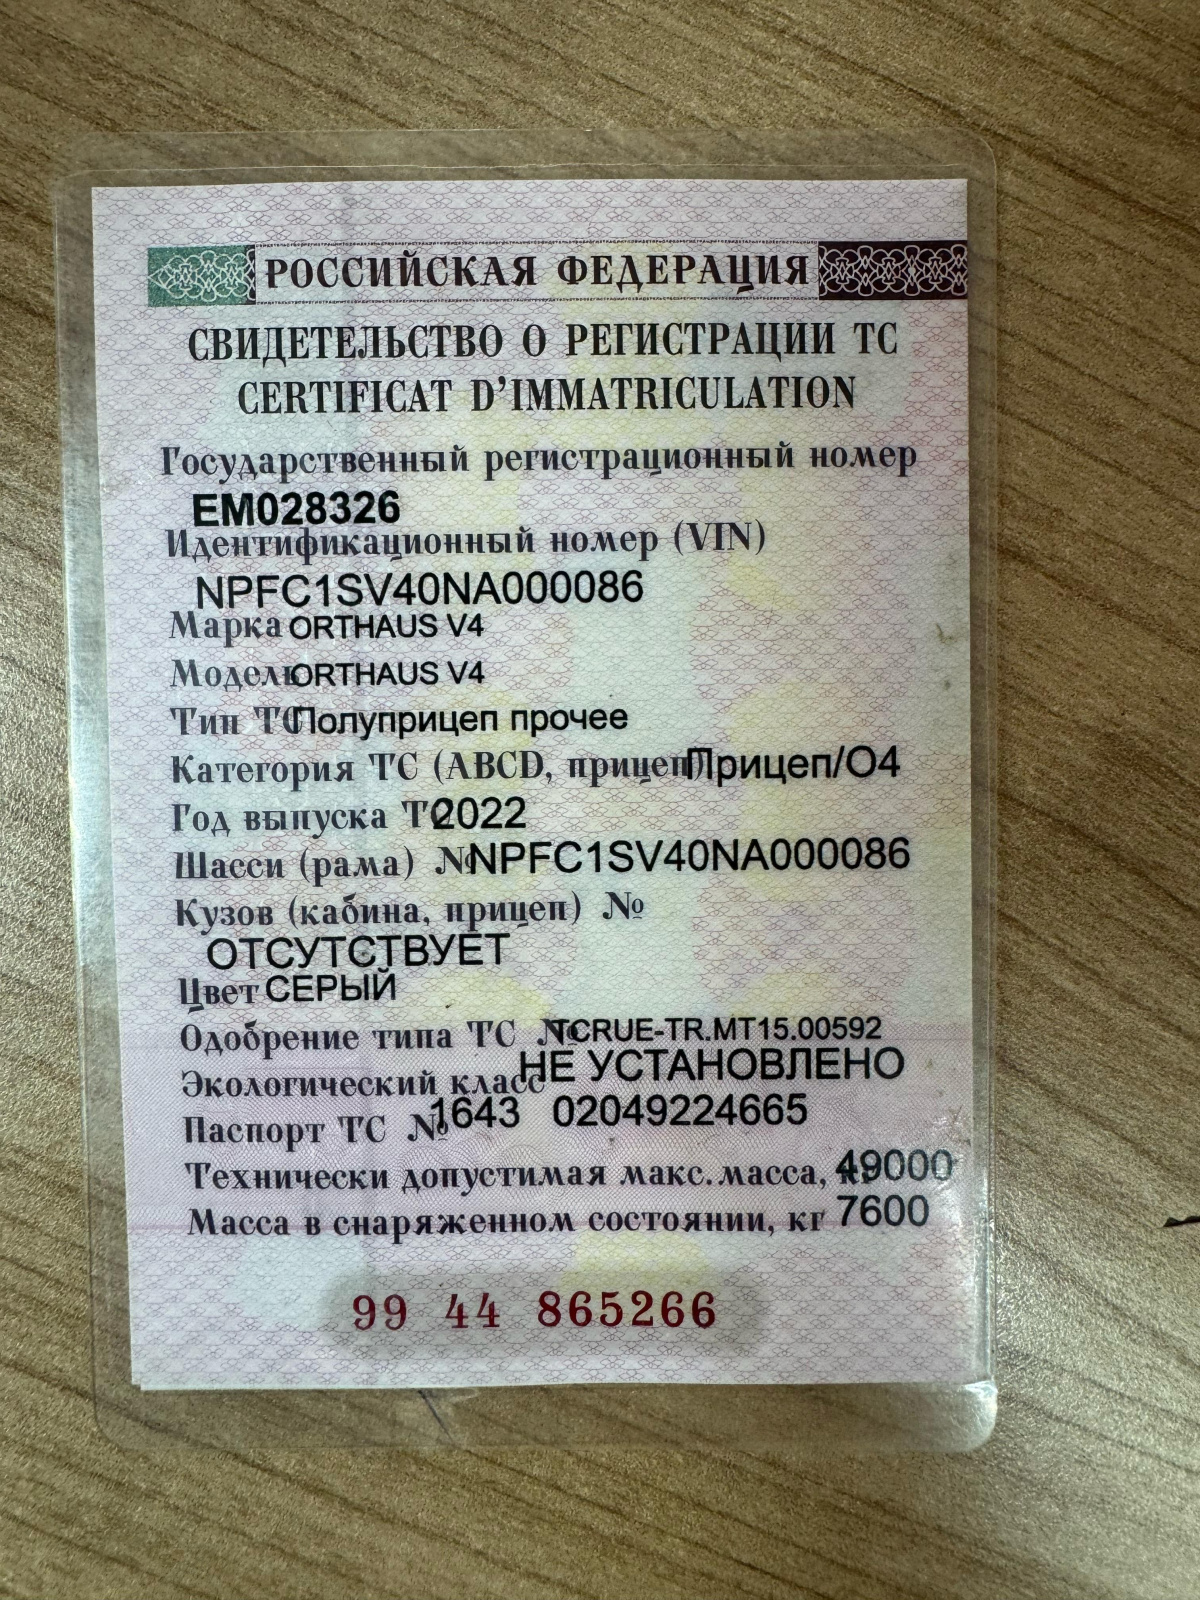 РОССИЙСКАЯ ФЕДЕРАЦИЯ
СВИДЕТЕЛЬСТВО О РЕГИСТРАЦИИ ТС
CERTIFICAT D'IMMATRICULATION
Государственный регистрационный номер
ЕМ028326
Идентификационный номер (VIN)
NPFC1SV40NA000086
Марка ORTHAUS V4
Модель ORTHAUS V4
Тип ТС Полуприцеп прочее
Категория ТС (ABCD, прицеп) Прицеп/О4
Год выпуска ТС 2022
Шасси (рама) № NPFC1SV40NA000086
Кузов (кабина, прицеп) №
ОТСУТСТВУЕТ
Цвет СЕРЫЙ
Одобрение типа ТС № TCRUE-TR.MT15.00592
Экологический класс НЕ УСТАНОВЛЕНО
Паспорт ТС № 1643 02049224665
Технически допустимая макс. масса, кг 49000
Масса в снаряженном состоянии, кг 7600
99 44 865266